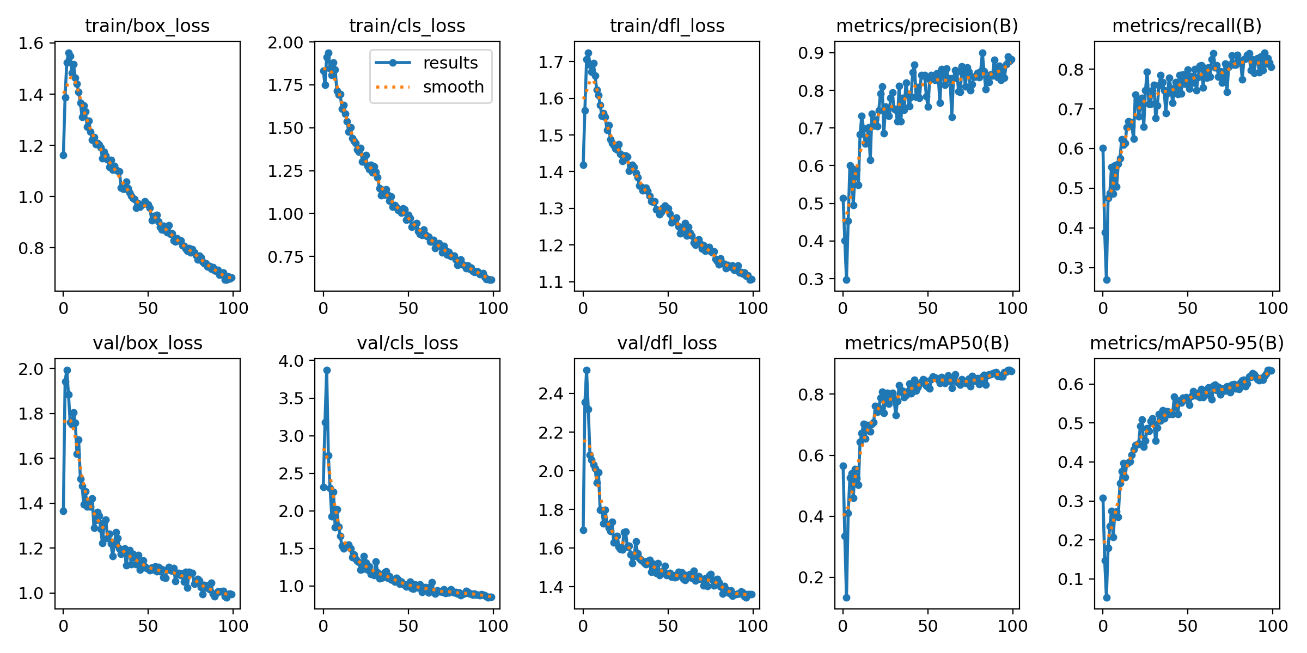 train/box_loss
train/cls_loss
train/dfl_loss
metrics/precision(B)
metrics/recall(B)
1.6
1.4
1.2
1.0
0.8
0 50 100
2.00
1.75
1.50
1.25
1.00
0.75
0 50 100
results
smooth
1.7
1.6
1.5
1.4
1.3
1.2
1.1
0 50 100
0.9
0.8
0.7
0.6
0.5
0.4
0.3
0 50 100
0.8
0.7
0.6
0.5
0.4
0.3
0 50 100
val/box_loss
val/cls_loss
val/dfl_loss
metrics/mAP50(B)
metrics/mAP50-95(B)
2.0
1.8
1.6
1.4
1.2
1.0
0 50 100
4.0
3.5
3.0
2.5
2.0
1.5
1.0
0 50 100
2.4
2.2
2.0
1.8
1.6
1.4
0 50 100
0.8
0.6
0.4
0.2
0 50 100
0.6
0.5
0.4
0.3
0.2
0.1
0 50 100